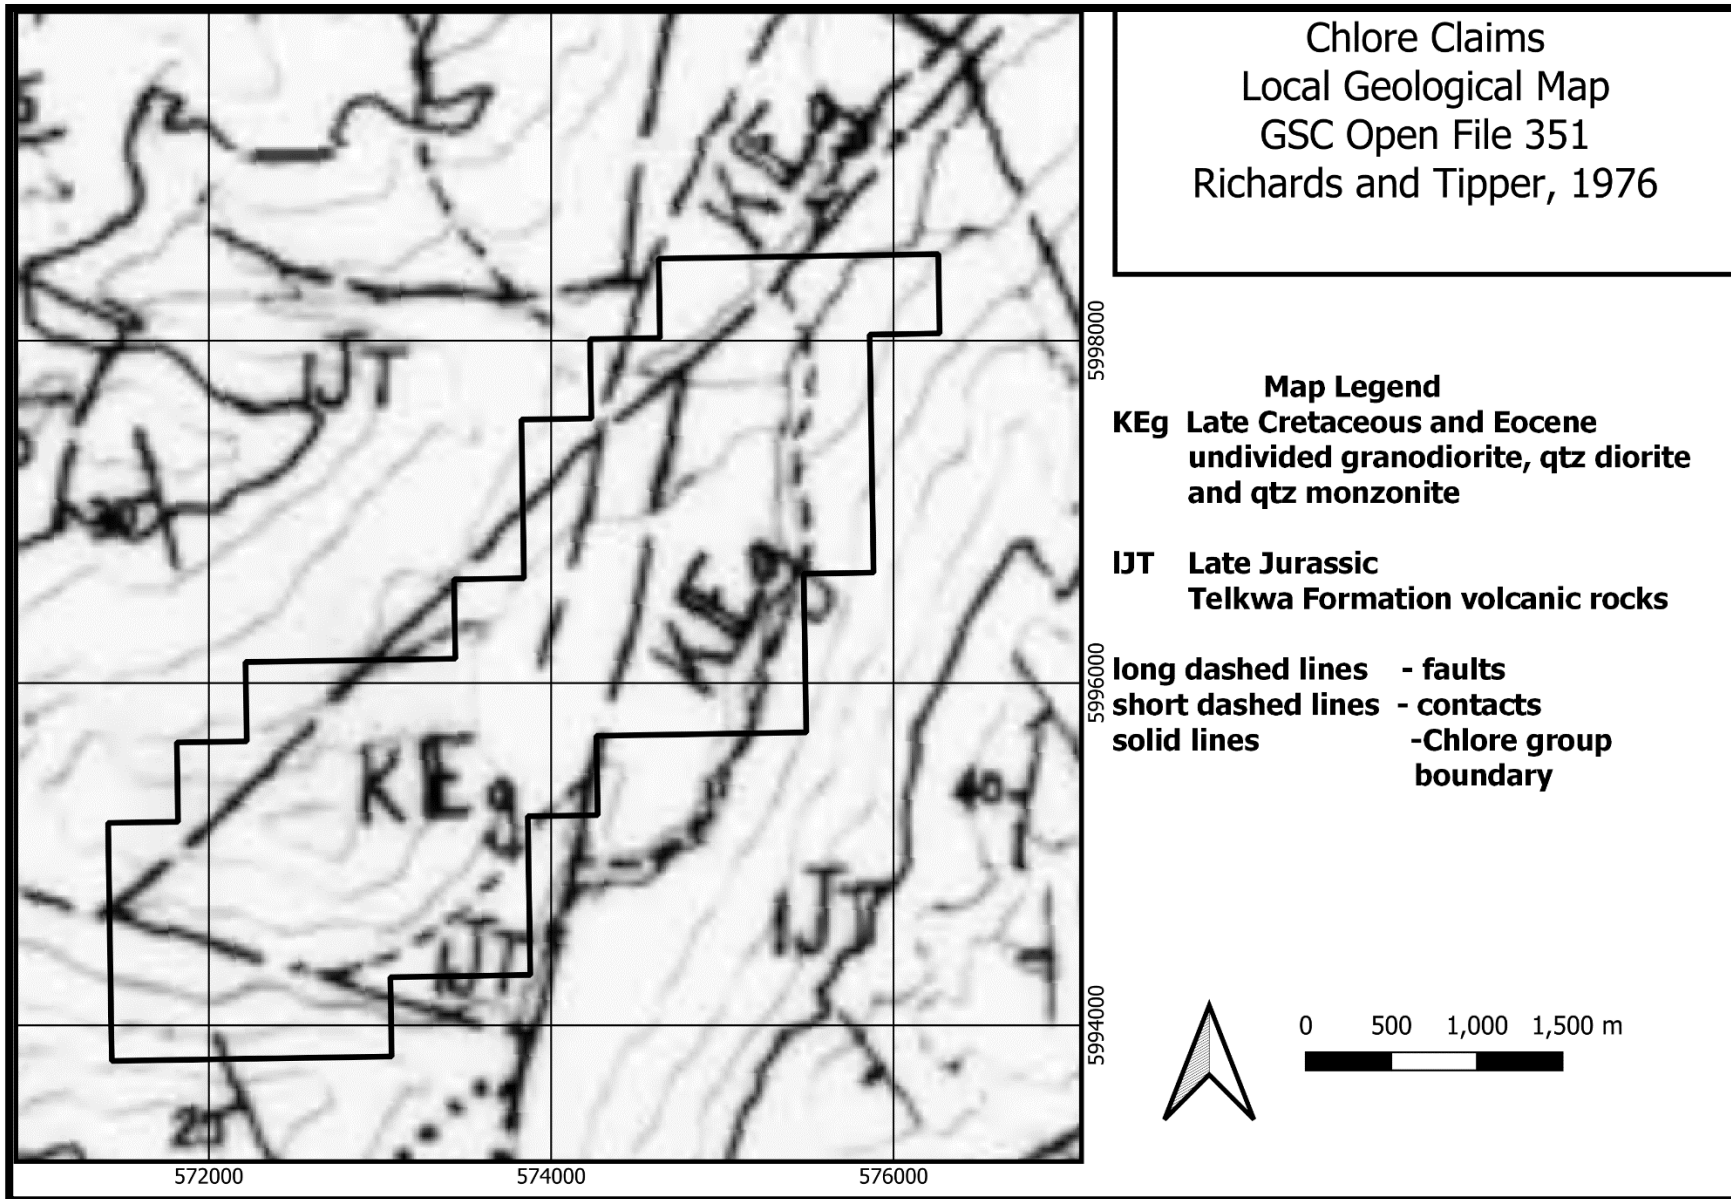 Chlore Claims
Local Geological Map
GSC Open File 351
Richards and Tipper, 1976
Map Legend
KEg Late Cretaceous and Eocene
undivided granodiorite, qtz diorite
and qtz monzonite
lJT Late Jurassic
Telkwa Formation volcanic rocks
long dashed lines - faults
short dashed lines - contacts
solid lines -Chlore group
boundary
0 500 1,000 1,500 m
KEg
lJT
KEg
KEg
lJT
lJT
5998000
5996000
5994000
572000 574000 576000